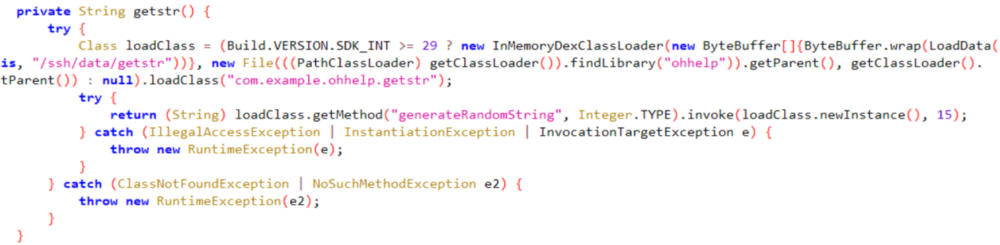 private String getstr() {
try {
Class loadClass = (Build.VERSION.SDK_INT >= 29 ? new InMemoryDexClassLoader(new ByteBuffer[]{ByteBuffer.wrap(LoadData(
is, "/ssh/data/getstr"))}, new File(((PathClassLoader) getClassLoader()).findLibrary("ohhelp")).getParent(), getClassLoader().
tParent()) : null).loadClass("com.example.ohhelp.getstr");
try {
return (String) loadClass.getMethod("generateRandomString", Integer.TYPE).invoke(loadClass.newInstance(), 15);
} catch (IllegalAccessException | InstantiationException | InvocationTargetException e) {
throw new RuntimeException(e);
}
} catch (ClassNotFoundException | NoSuchMethodException e2) {
throw new RuntimeException(e2);
}
}